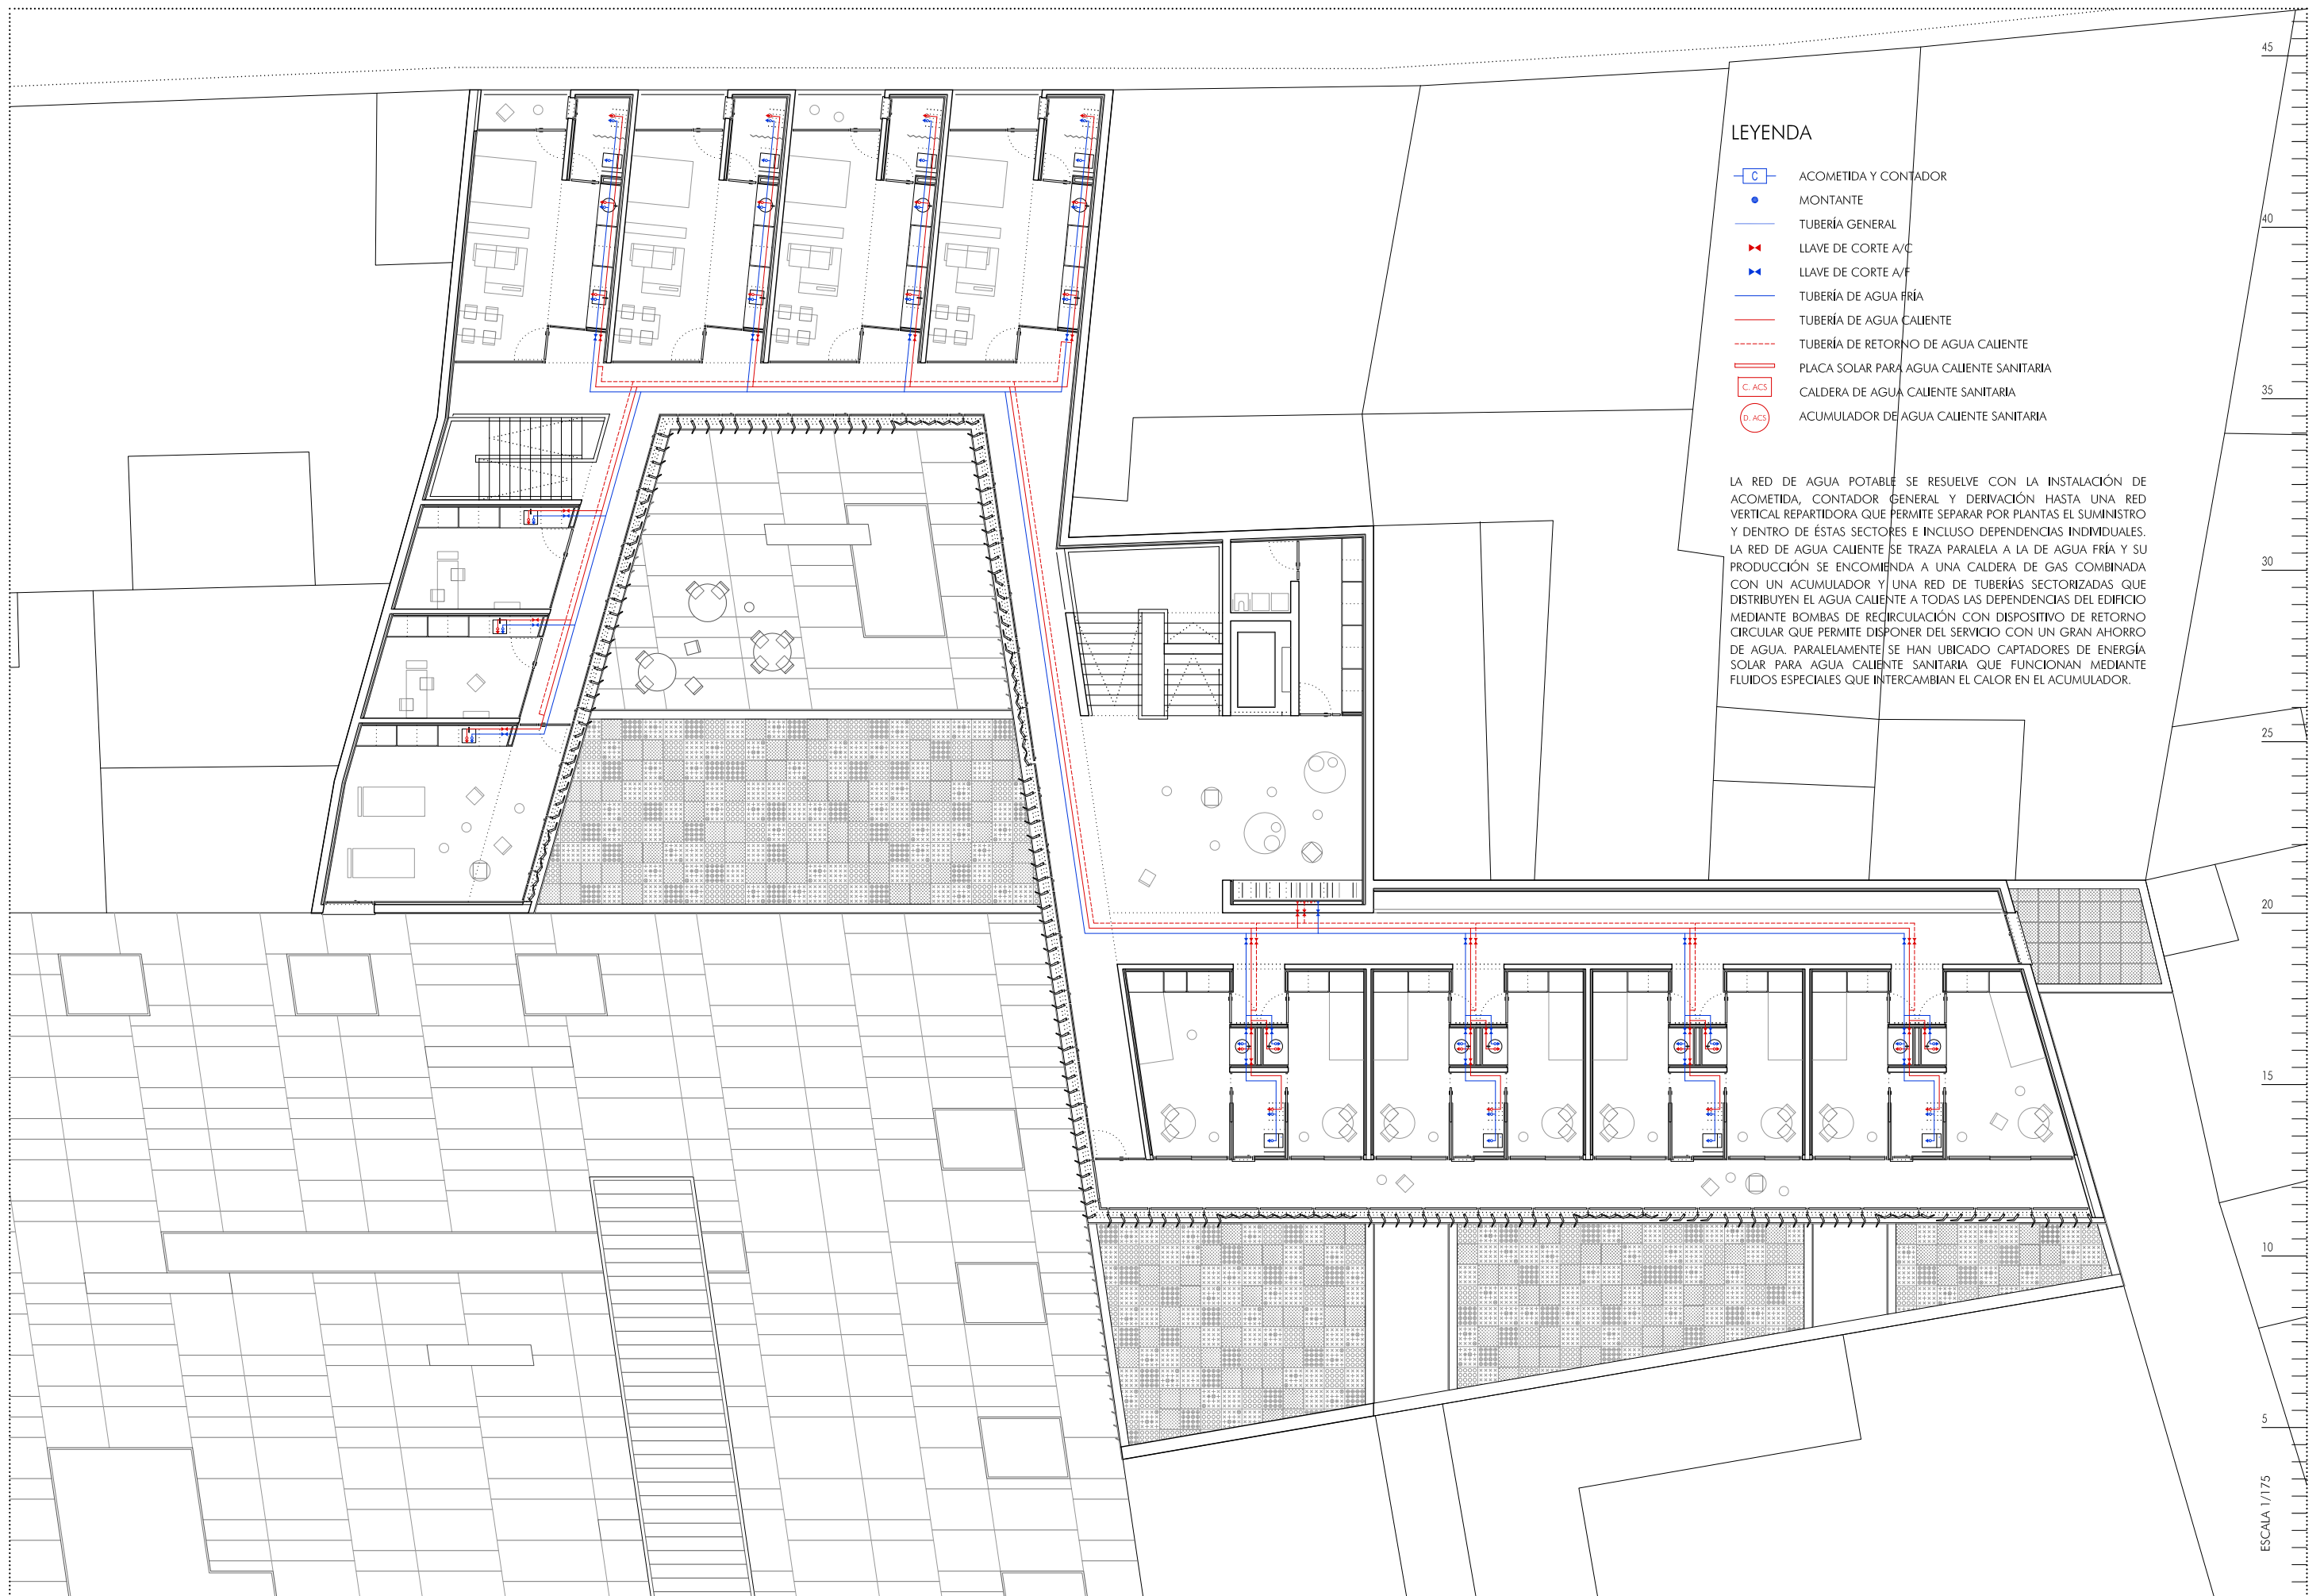 LEYENDA
C ACOMETIDA Y CONTADOR
MONTANTE
TUBERÍA GENERAL
LLAVE DE CORTE A/C
LLAVE DE CORTE A/F
TUBERÍA DE AGUA FRÍA
TUBERÍA DE AGUA CALIENTE
TUBERÍA DE RETORNO DE AGUA CALIENTE
PLACA SOLAR PARA AGUA CALIENTE SANITARIA
C. ACS CALDERA DE AGUA CALIENTE SANITARIA
D. ACS ACUMULADOR DE AGUA CALIENTE SANITARIA
LA RED DE AGUA POTABLE SE RESUELVE CON LA INSTALACIÓN DE
ACOMETIDA, CONTADOR GENERAL Y DERIVACIÓN HASTA UNA RED
VERTICAL REPARTIDORA QUE PERMITE SEPARAR POR PLANTAS EL SUMINISTRO
Y DENTRO DE ÉSTAS SECTORES E INCLUSO DEPENDENCIAS INDIVIDUALES.
LA RED DE AGUA CALIENTE SE TRAZA PARALELA A LA DE AGUA FRÍA Y SU
PRODUCCIÓN SE ENCOMIENDA A UNA CALDERA DE GAS COMBINADA
CON UN ACUMULADOR Y UNA RED DE TUBERÍAS SECTORIZADAS QUE
DISTRIBUYEN EL AGUA CALIENTE A TODAS LAS DEPENDENCIAS DEL EDIFICIO
MEDIANTE BOMBAS DE RECIRCULACIÓN CON DISPOSITIVO DE RETORNO
CIRCULAR QUE PERMITE DISPONER DEL SERVICIO CON UN GRAN AHORRO
DE AGUA. PARALELAMENTE SE HAN UBICADO CAPTADORES DE ENERGÍA
SOLAR PARA AGUA CALIENTE SANITARIA QUE FUNCIONAN MEDIANTE
FLUIDOS ESPECIALES QUE INTERCAMBIAN EL CALOR EN EL ACUMULADOR.
45
40
35
30
25
20
15
10
5
ESCALA 1/175